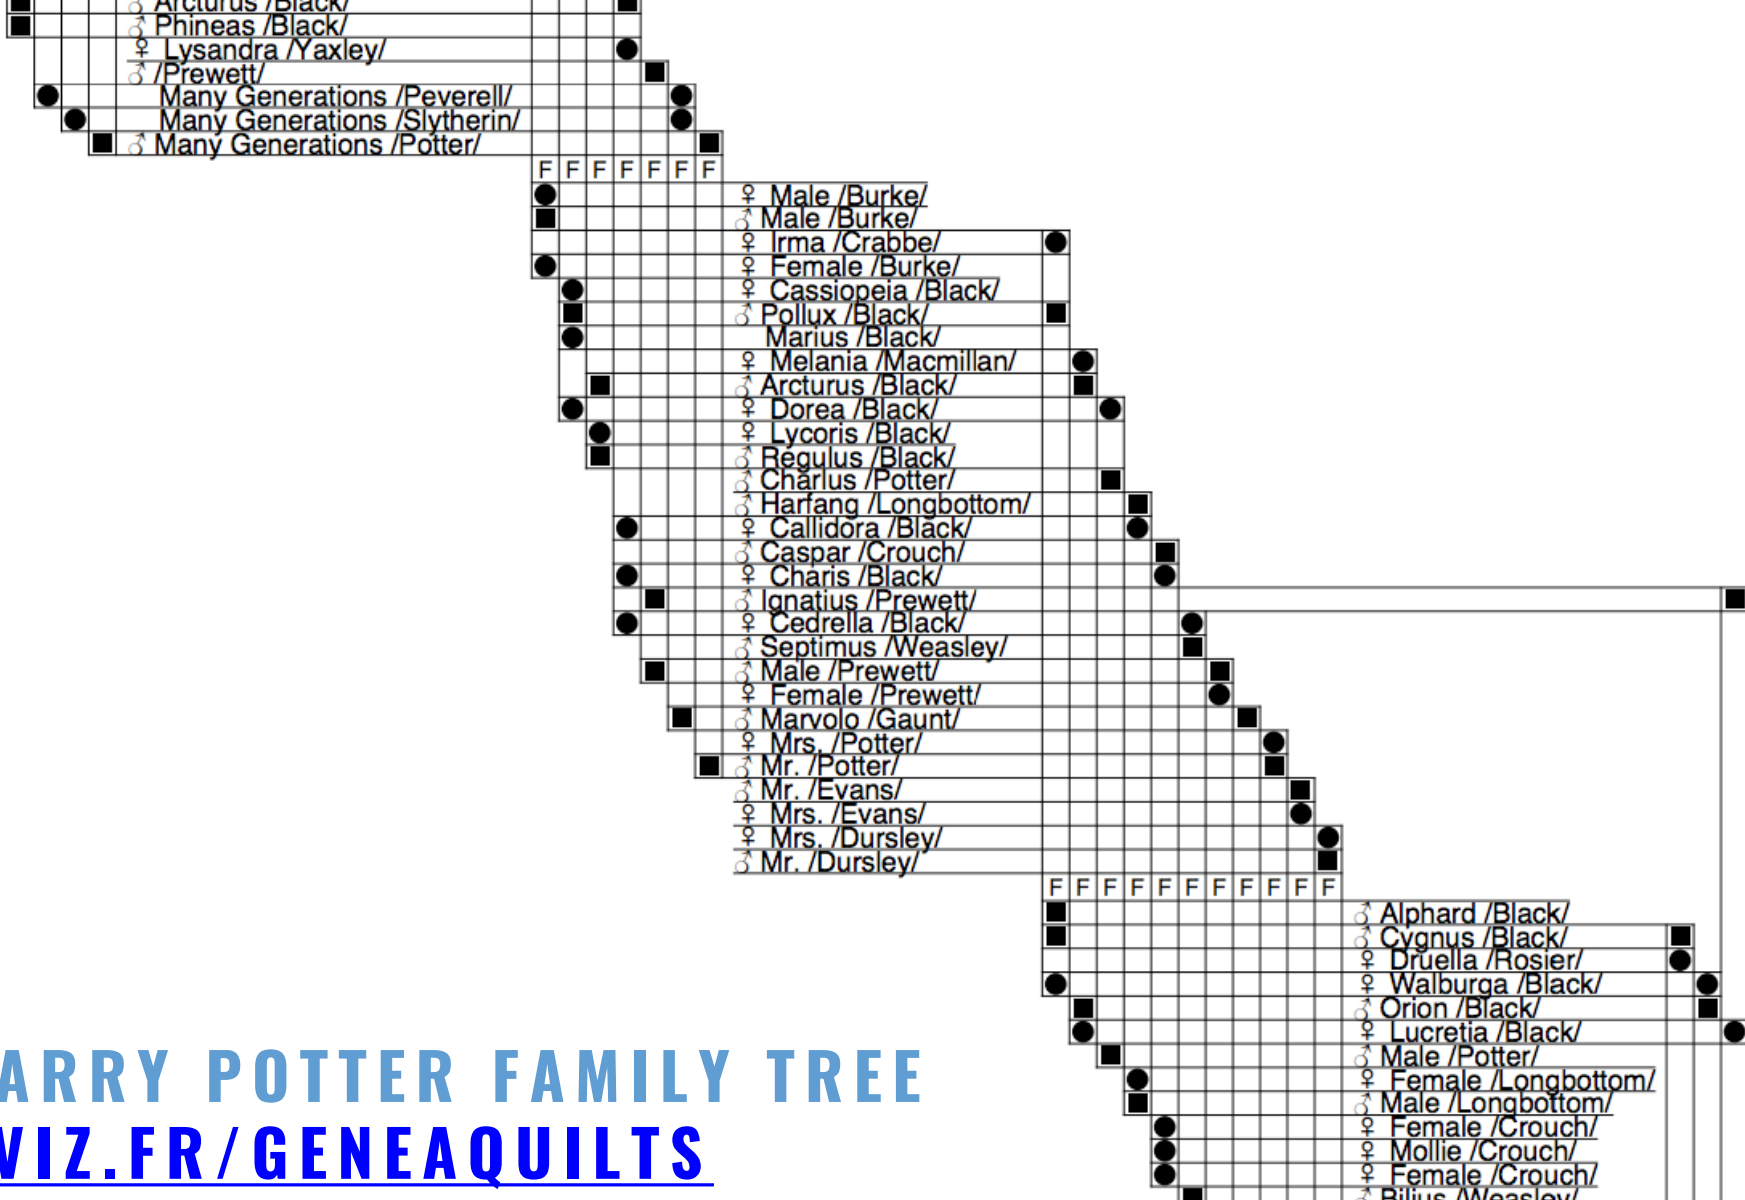 Arcturus /Black/
♂ Phineas /Black/
♀ Lysandra /Yaxley/
♂ /Prewett/
Many Generations /Peverell/
Many Generations /Slytherin/
♂ Many Generations /Potter/
F F F F F F F
♀ Male /Burke/
♂ Male /Burke/
♀ Irma /Crabbe/
♀ Female /Burke/
♀ Cassiopeia /Black/
♂ Pollux /Black/
Marius /Black/
♀ Melania /Macmillan/
♂ Arcturus /Black/
♀ Dorea /Black/
♀ Lycoris /Black/
♂ Regulus /Black/
♂ Charlus /Potter/
♂ Harfang /Longbottom/
♀ Callidora /Black/
♂ Caspar /Crouch/
♀ Charis /Black/
♂ Ignatius /Prewett/
♀ Cedrella /Black/
♂ Septimus /Weasley/
♂ Male /Prewett/
♀ Female /Prewett/
♂ Marvolo /Gaunt/
♀ Mrs. /Potter/
♂ Mr. /Potter/
♂ Mr. /Evans/
♀ Mrs. /Evans/
♀ Mrs. /Dursley/
♂ Mr. /Dursley/
F F F F F F F F F F F
♂ Alphard /Black/
♂ Cygnus /Black/
♀ Druella /Rosier/
♀ Walburga /Black/
♂ Orion /Black/
♀ Lucretia /Black/
♂ Male /Potter/
♀ Female /Longbottom/
♂ Male /Longbottom/
♀ Female /Crouch/
♀ Mollie /Crouch/
♀ Female /Crouch/
♂ Bilius /Weasley/
ARRY POTTER FAMILY TREE
VIZ.FR/GENEAQUILTS